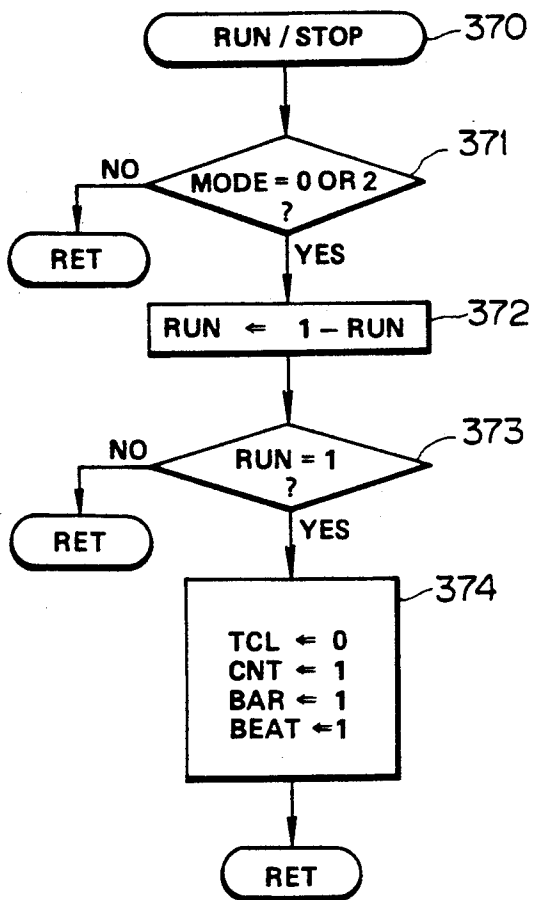 RUN / STOP
370
371
NO
MODE = 0 OR 2
?
RET
YES
RUN ⇐ 1 – RUN
372
373
NO
RUN = 1
?
RET
YES
374
TCL ⇐ 0
CNT ⇐ 1
BAR ⇐ 1
BEAT ⇐ 1
RET